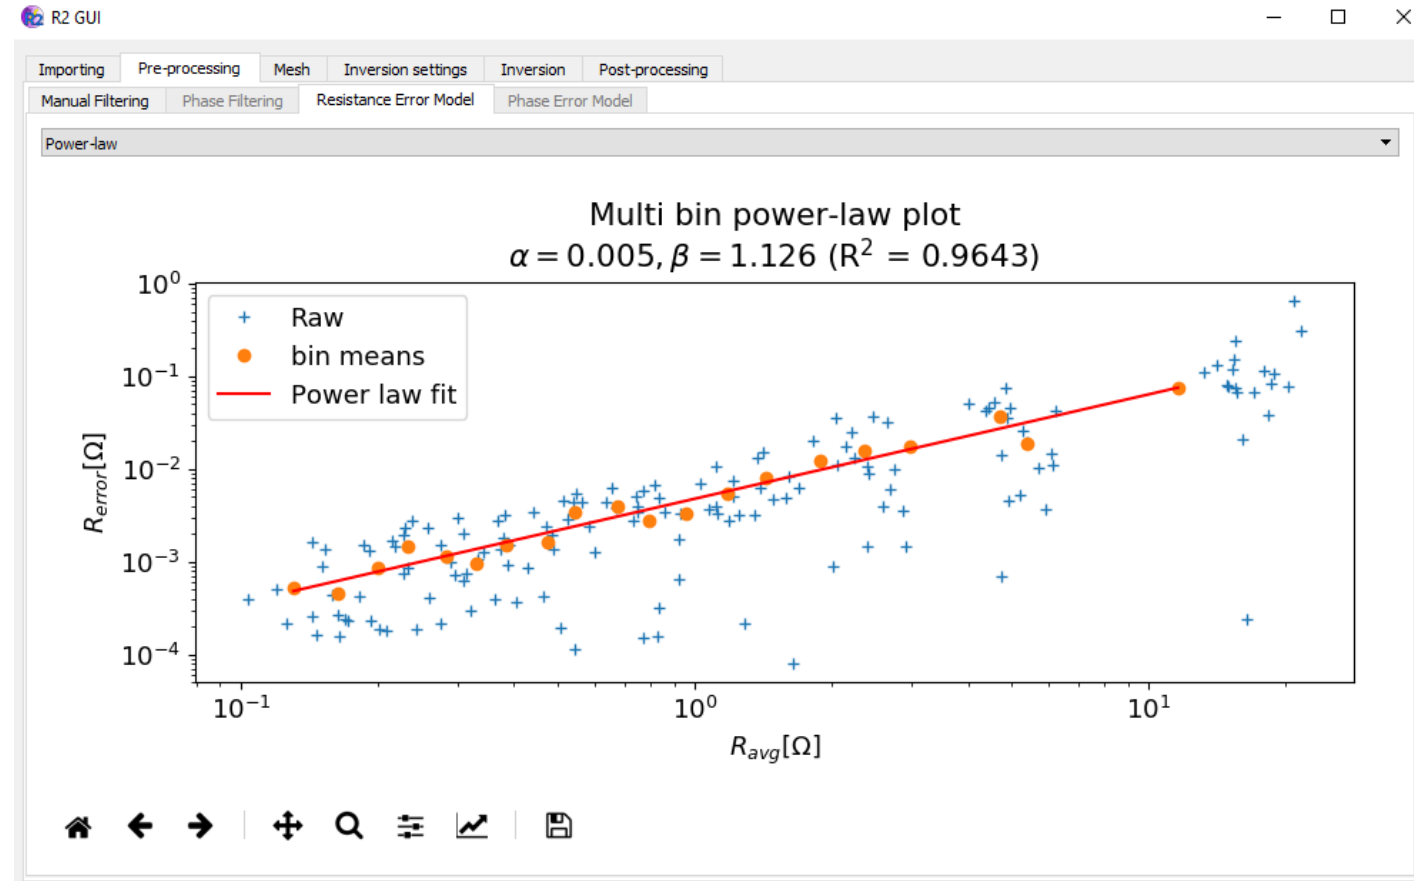 R2 GUI
Importing Pre-processing Mesh Inversion settings Inversion Post-processing
Manual Filtering Phase Filtering Resistance Error Model Phase Error Model
Power-law
Multi bin power-law plot
α = 0.005, β = 1.126 (R² = 0.9643)
10⁰
10⁻¹
10⁻²
10⁻³
10⁻⁴
Raw
bin means
Power law fit
R_error[Ω]
10⁻¹ 10⁰ 10¹
R_avg[Ω]